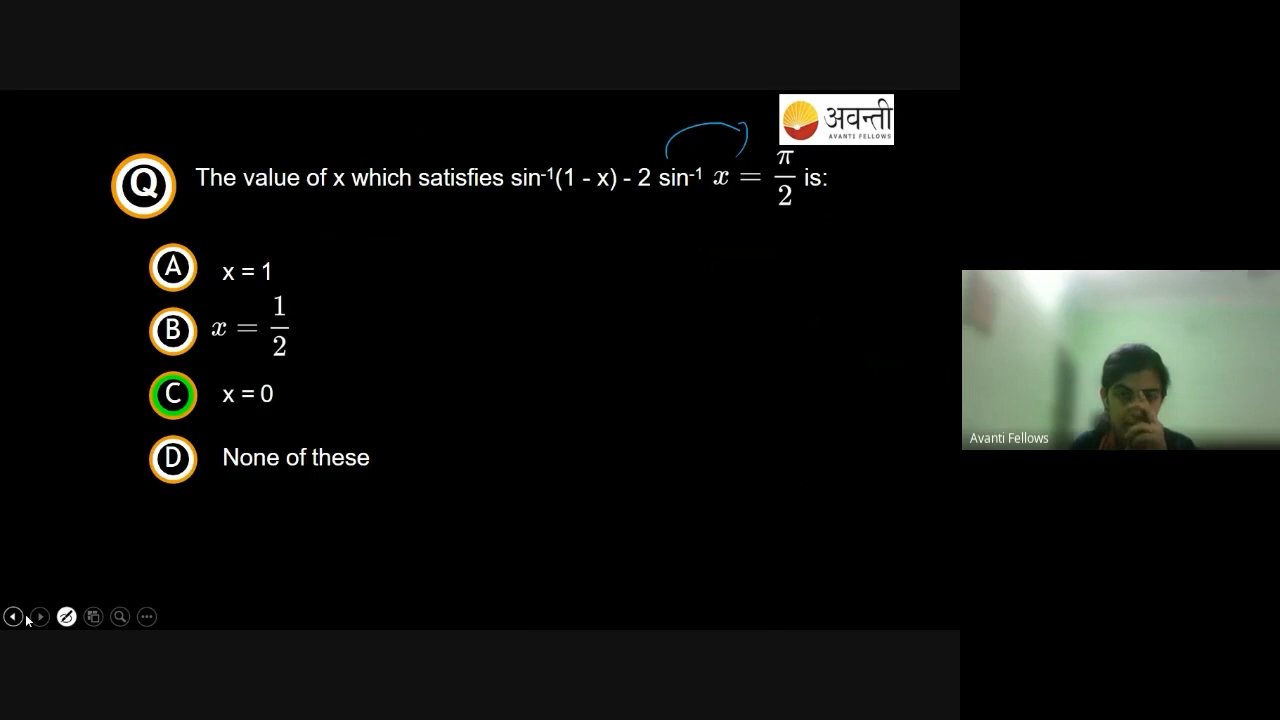 अवन्ती
AVANTI FELLOWS
Q The value of x which satisfies sin⁻¹(1 - x) - 2 sin⁻¹ x = π/2 is:
A x = 1
B x = 1/2
C x = 0
D None of these
Avanti Fellows